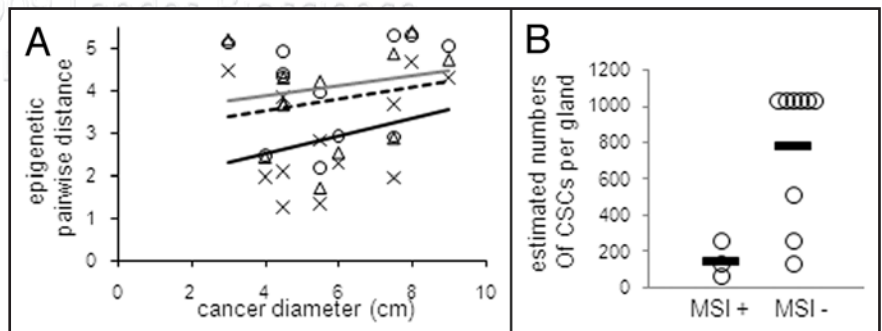 A
epigenetic
pairwise distance
5
4
3
2
1
0
0 2 4 6 8 10
cancer diameter (cm)
B
estimated numbers
Of CSCs per gland
1200
1000
800
600
400
200
0
MSI + MSI -